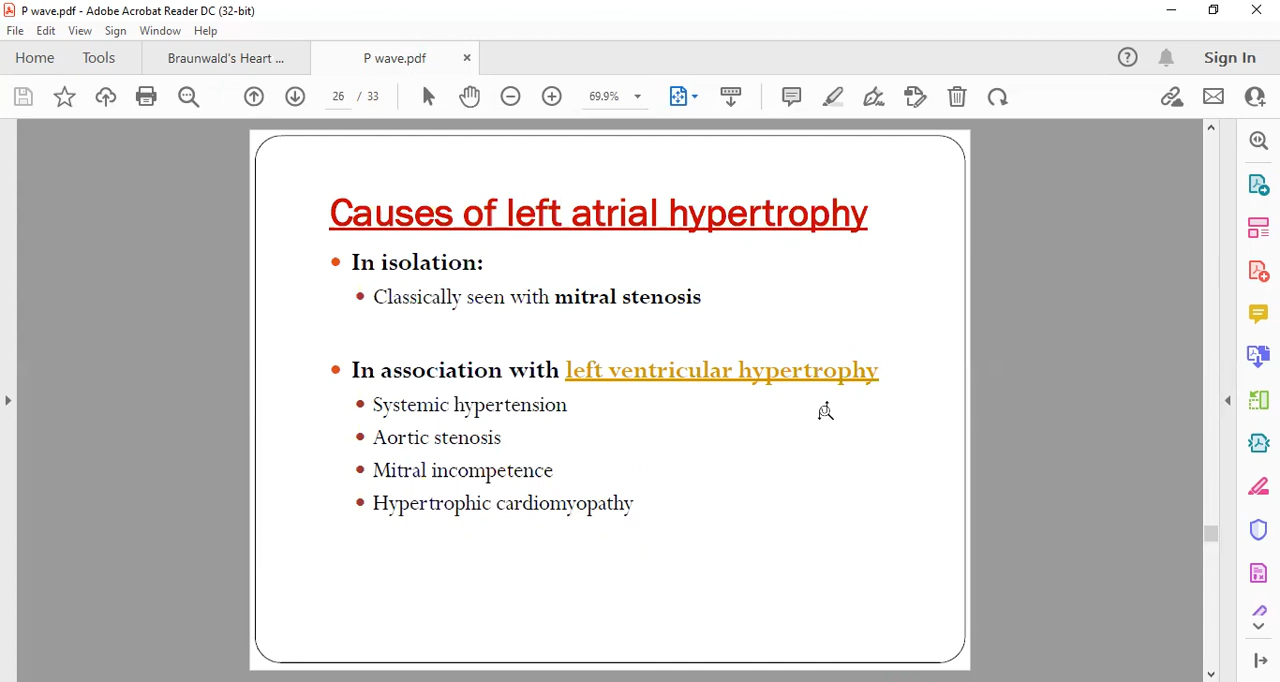 P wave.pdf - Adobe Acrobat Reader DC (32-bit)
File Edit View Sign Window Help
Home Tools Braunwald's Heart ... P wave.pdf × Sign In
26 / 33 69.9%
Causes of left atrial hypertrophy
• In isolation:
• Classically seen with mitral stenosis
• In association with left ventricular hypertrophy
• Systemic hypertension
• Aortic stenosis
• Mitral incompetence
• Hypertrophic cardiomyopathy